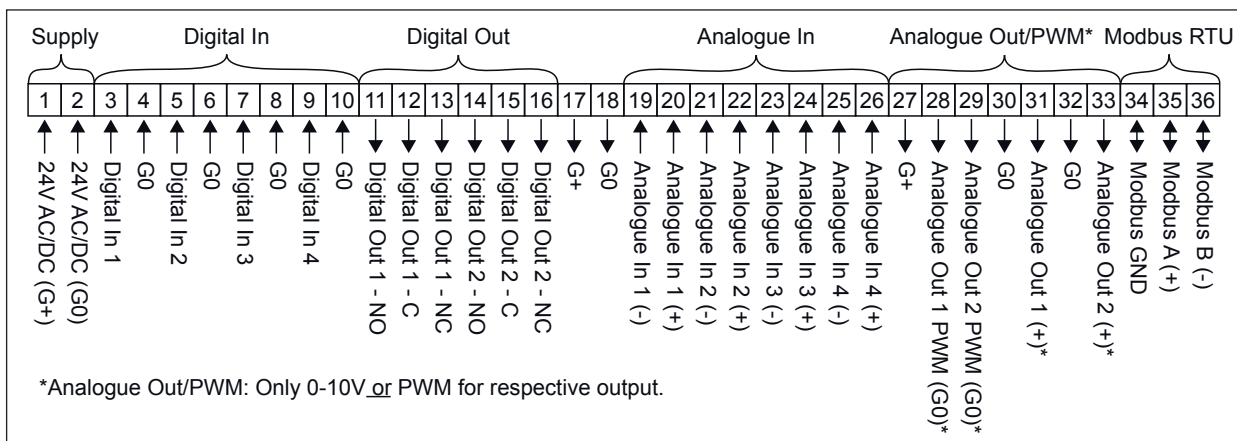 Supply
Digital In
Digital Out
Analogue In
Analogue Out/PWM*
Modbus RTU
1 2 3 4 5 6 7 8 9 10 11 12 13 14 15 16 17 18 19 20 21 22 23 24 25 26 27 28 29 30 31 32 33 34 35 36
24V AC/DC (G+)
24V AC/DC (G0)
Digital In 1
G0
Digital In 2
G0
Digital In 3
G0
Digital In 4
G0
Digital Out 1 - NO
Digital Out 1 - C
Digital Out 1 - NC
Digital Out 2 - NO
Digital Out 2 - C
Digital Out 2 - NC
G+
G0
Analogue In 1 (-)
Analogue In 1 (+)
Analogue In 2 (-)
Analogue In 2 (+)
Analogue In 3 (-)
Analogue In 3 (+)
Analogue In 4 (-)
Analogue In 4 (+)
G+
Analogue Out 1 PWM (G0)*
Analogue Out 2 PWM (G0)*
G0
Analogue Out 1 (+)*
G0
Analogue Out 2 (+)*
Modbus GND
Modbus A (+)
Modbus B (-)
*Analogue Out/PWM: Only 0-10V or PWM for respective output.